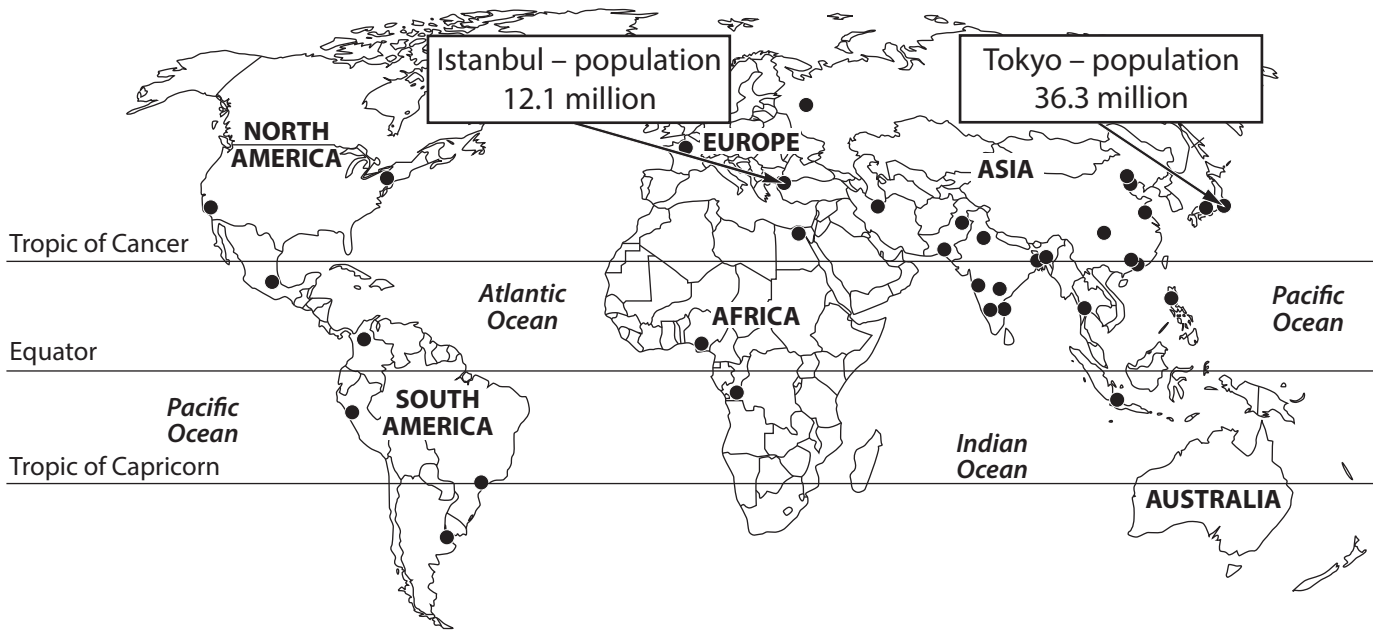 Istanbul – population
12.1 million
Tokyo – population
36.3 million
NORTH
AMERICA
EUROPE
ASIA
Tropic of Cancer
Atlantic
Ocean
AFRICA
Pacific
Ocean
Equator
Pacific
Ocean
SOUTH
AMERICA
Indian
Ocean
Tropic of Capricorn
AUSTRALIA